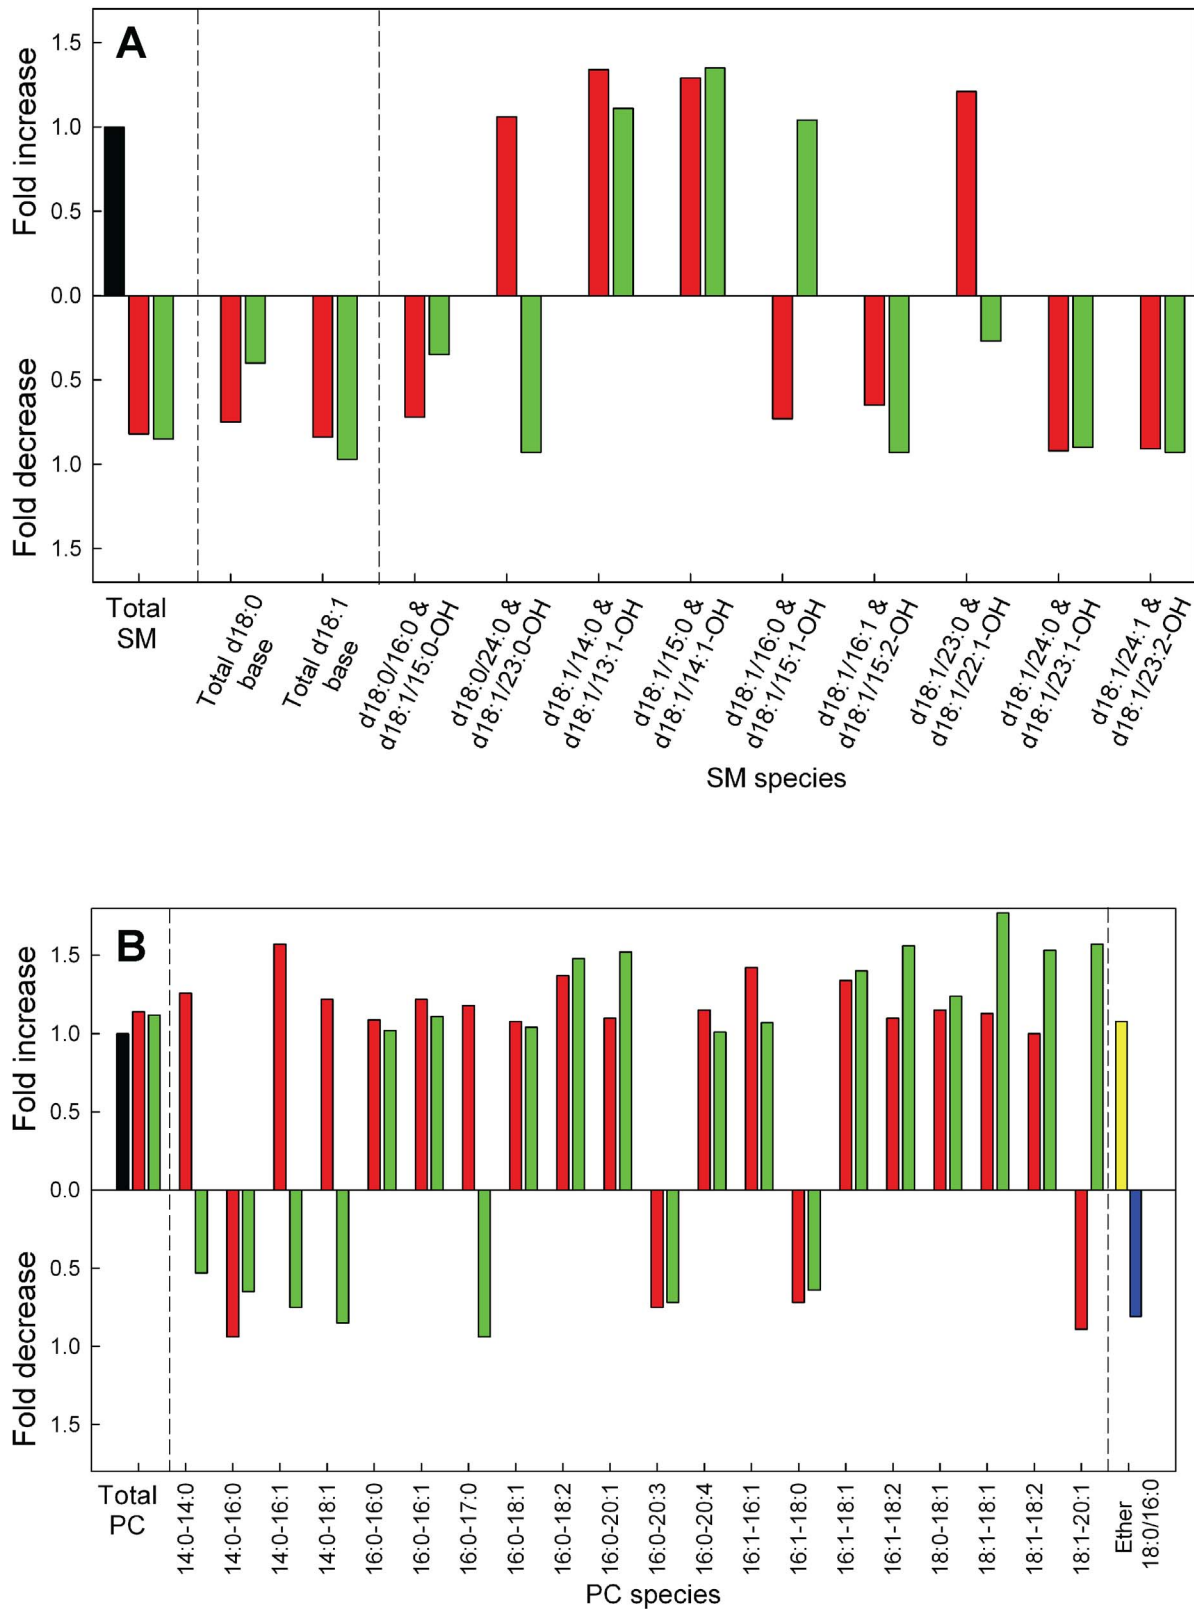 A
Fold increase
Fold decrease
1.5
1.0
0.5
0.0
0.5
1.0
1.5
Total
SM
Total d18:0
base
Total d18:1
base
d18:0/16:0 &
d18:1/15:0-OH
d18:0/24:0 &
d18:1/23:0-OH
d18:1/14:0 &
d18:1/13:1-OH
d18:1/15:0 &
d18:1/14:1-OH
d18:1/16:0 &
d18:1/15:1-OH
d18:1/16:1 &
d18:1/15:2-OH
d18:1/23:0 &
d18:1/22:1-OH
d18:1/24:0 &
d18:1/23:1-OH
d18:1/24:1 &
d18:1/23:2-OH
SM species
B
Fold increase
Fold decrease
1.5
1.0
0.5
0.0
0.5
1.0
1.5
Total
PC
14:0-14:0
14:0-16:0
14:0-16:1
14:0-18:1
16:0-16:0
16:0-16:1
16:0-17:0
16:0-18:1
16:0-18:2
16:0-20:1
16:0-20:3
16:0-20:4
16:1-16:1
16:1-18:0
16:1-18:1
16:1-18:2
18:0-18:1
18:1-18:1
18:1-18:2
18:1-20:1
Ether
18:0/16:0
PC species